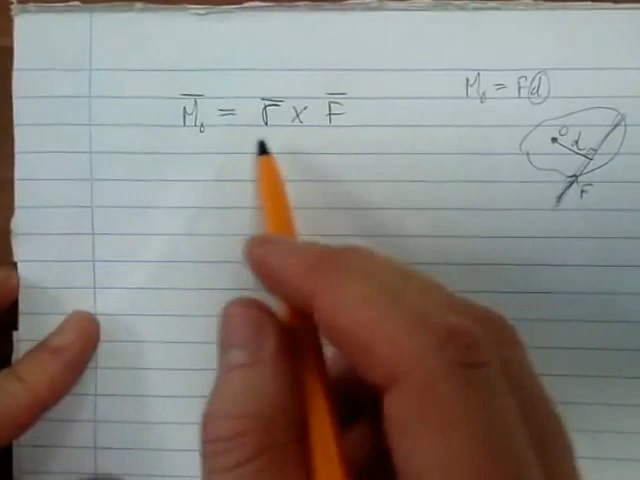 M̄₀ = r̄ x F̄
M₀ = Fd
O
d
F